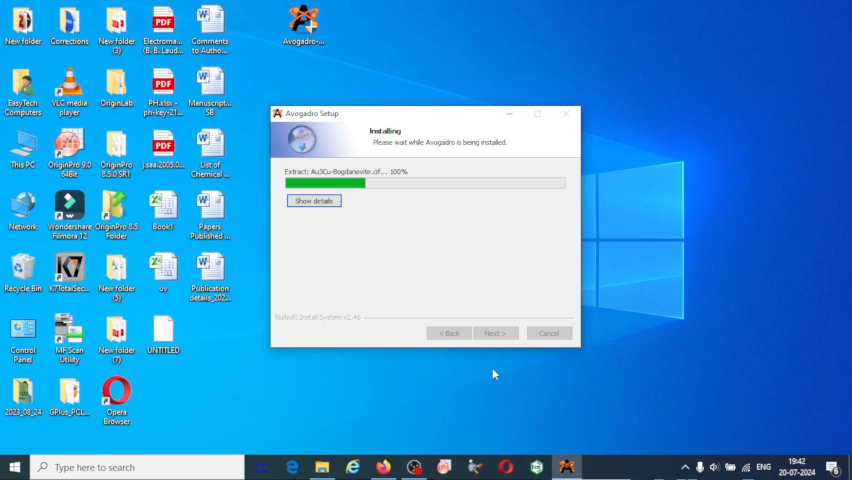 New folder
Corrections
New folder
(3)
Electroma...
(B. B. Laud...
Comments
to Autho...
Avogadro-...
EasyTech
Computers
VLC media
player
OriginLab
PH.xlsx -
ph-key-21...
Manuscript...
SB
This PC
OriginPro 9.0
64Bit
OriginPro
8.5.0 SR1
j.saa.2005.0...
List of
Chemical ...
Network
Wondershare
Filmora 12
OriginPro 8.5
Folder
Book1
Papers
Published ...
Recycle Bin
K7TotalSec...
New folder
(5)
uv
Publication
details_202...
Control
Panel
MF Scan
Utility
New folder
(7)
UNTITLED
2023_08_24
GPlus_PCL...
Opera
Browser
PDF
PDF
PDF
K7
Avogadro Setup
Installing
Please wait while Avogadro is being installed.
Extract: Au3Cu-Bogdanovite.cif... 100%
Show details
Nullsoft Install System v2.46
< Back
Next >
Cancel
Type here to search
ENG
19:42
20-07-2024
6